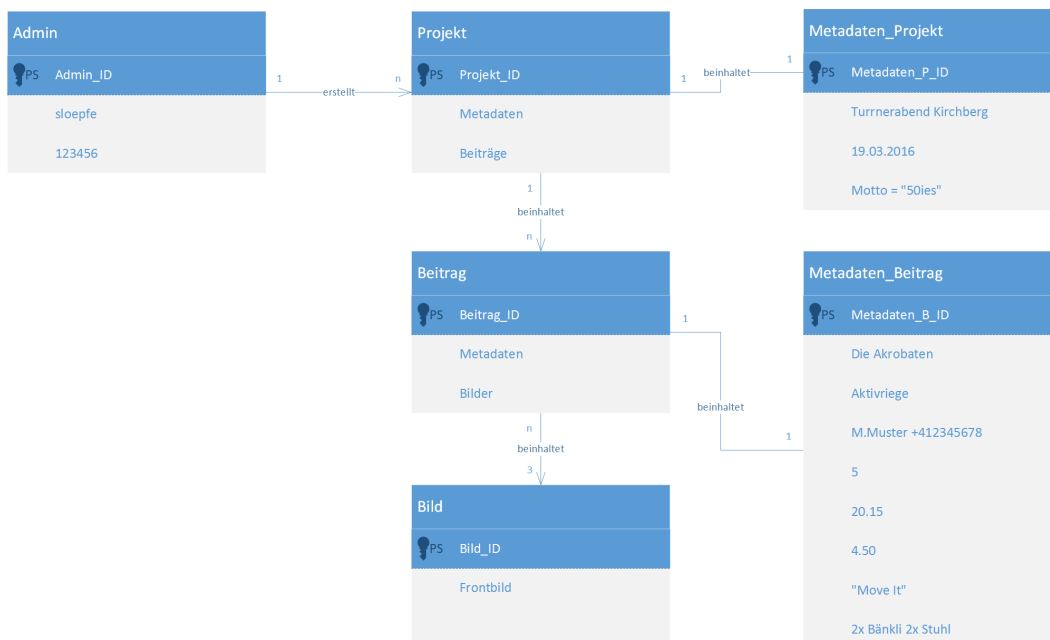 Admin
PS Admin_ID
sloepfe
123456
1 erstellt n
Projekt
PS Projekt_ID
Metadaten
Beiträge
1 beinhaltet 1
Metadaten_Projekt
PS Metadaten_P_ID
Turrnerabend Kirchberg
19.03.2016
Motto = "50ies"
1
beinhaltet
n
Beitrag
PS Beitrag_ID
Metadaten
Bilder
1
beinhaltet
1
Metadaten_Beitrag
PS Metadaten_B_ID
Die Akrobaten
Aktivriege
M.Muster +412345678
5
20.15
4.50
"Move It"
2x Bänkli 2x Stuhl
n
beinhaltet
3
Bild
PS Bild_ID
Frontbild